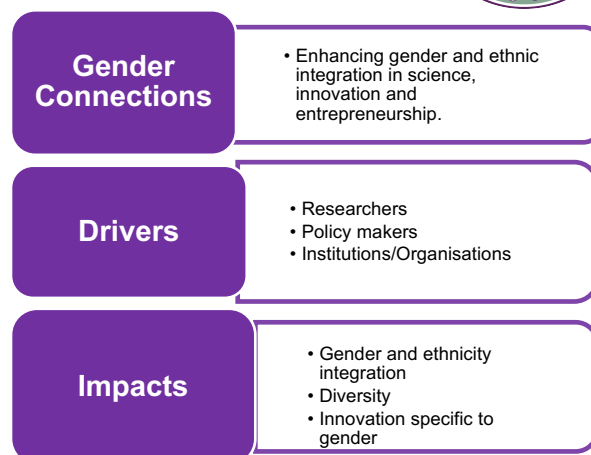 Gender
Connections
• Enhancing gender and ethnic
integration in science,
innovation and
entrepreneurship.
Drivers
• Researchers
• Policy makers
• Institutions/Organisations
Impacts
• Gender and ethnicity
integration
• Diversity
• Innovation specific to
gender